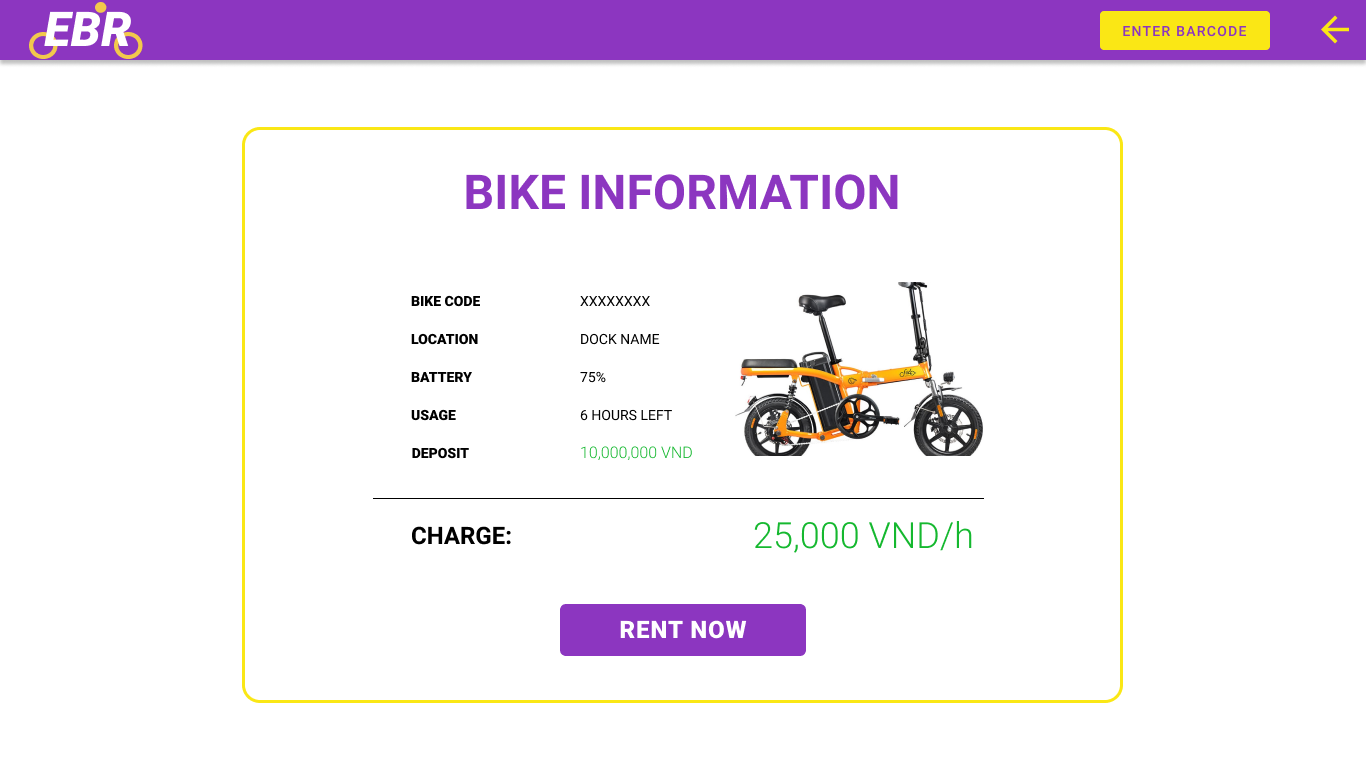 EBR
ENTER BARCODE
BIKE INFORMATION
BIKE CODE XXXXXXXX
LOCATION DOCK NAME
BATTERY 75%
USAGE 6 HOURS LEFT
DEPOSIT 10,000,000 VND
CHARGE: 25,000 VND/h
RENT NOW